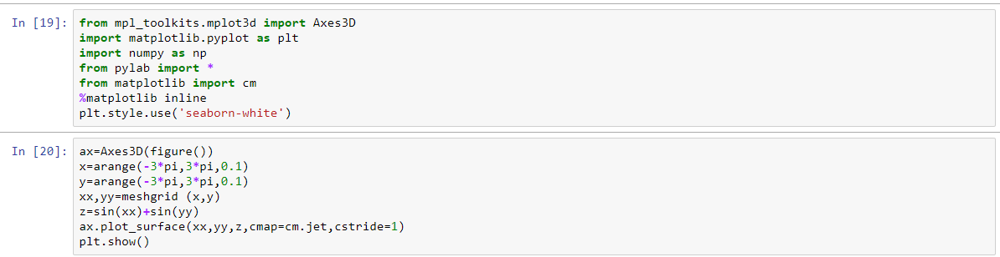 In [19]: from mpl_toolkits.mplot3d import Axes3D
import matplotlib.pyplot as plt
import numpy as np
from pylab import *
from matplotlib import cm
%matplotlib inline
plt.style.use('seaborn-white')
In [20]: ax=Axes3D(figure())
x=arange(-3*pi,3*pi,0.1)
y=arange(-3*pi,3*pi,0.1)
xx,yy=meshgrid (x,y)
z=sin(xx)+sin(yy)
ax.plot_surface(xx,yy,z,cmap=cm.jet,cstride=1)
plt.show()